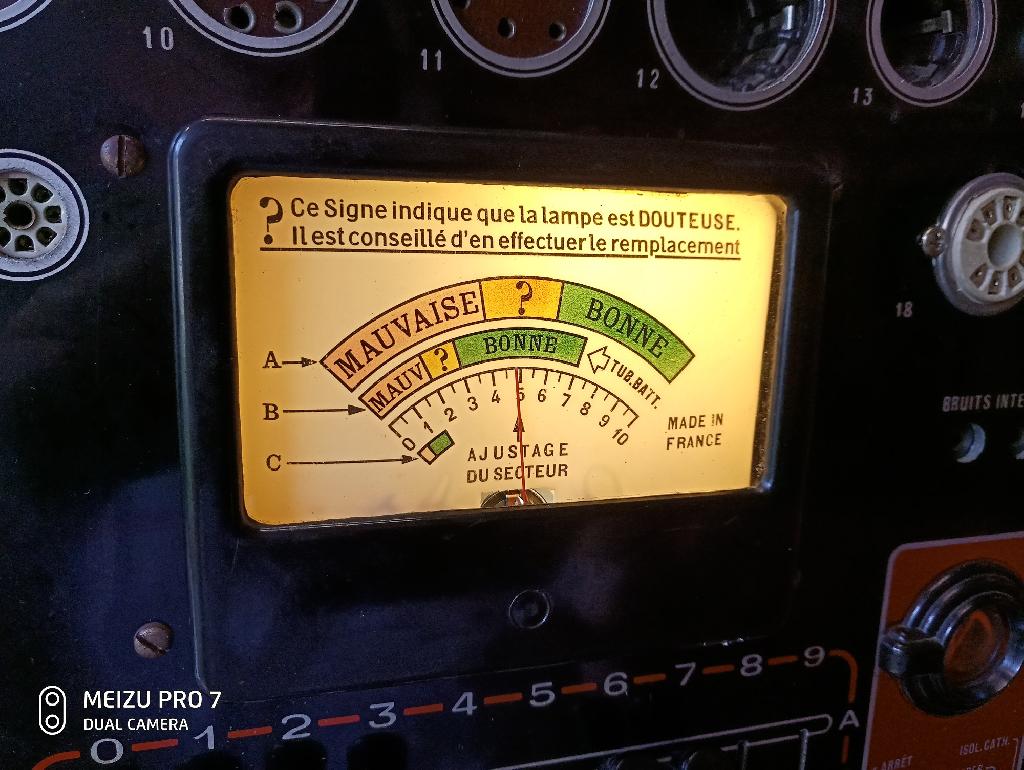 10
11
12
13
? Ce Signe indique que la lampe est DOUTEUSE.
Il est conseillé d'en effectuer le remplacement
MAUVAISE ? BONNE
MAUV ? BONNE
TUB. BATT.
A
B
C
0 1 2 3 4 5 6 7 8 9 10
AJUSTAGE
DU SECTEUR
MADE IN
FRANCE
18
BRUITS INTE
0 1 2 3 4 5 6 7 8 9
A
ISOL. CATH.
ARRÊT
MEIZU PRO 7
DUAL CAMERA